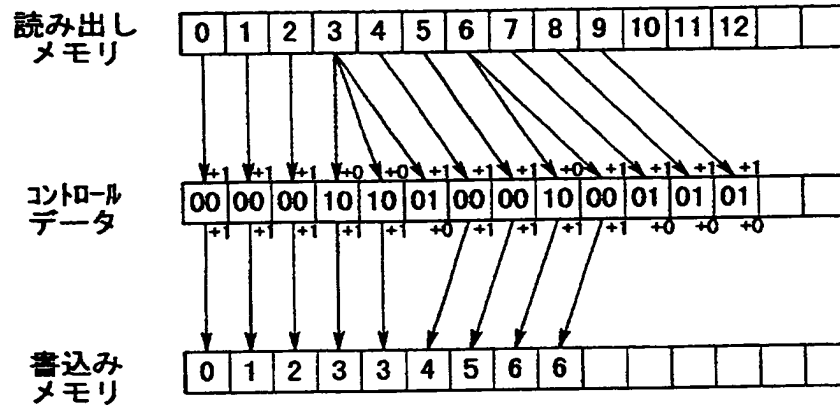 読み出し
メモリ
0 1 2 3 4 5 6 7 8 9 10 11 12
+1 +1 +1 +0 +0 +1 +1 +1 +0 +1 +1 +1 +1
コントロール
データ
00 00 00 10 10 01 00 00 10 00 01 01 01
+1 +1 +1 +1 +1 +0 +1 +1 +1 +1 +0 +0 +0
書込み
メモリ
0 1 2 3 3 4 5 6 6